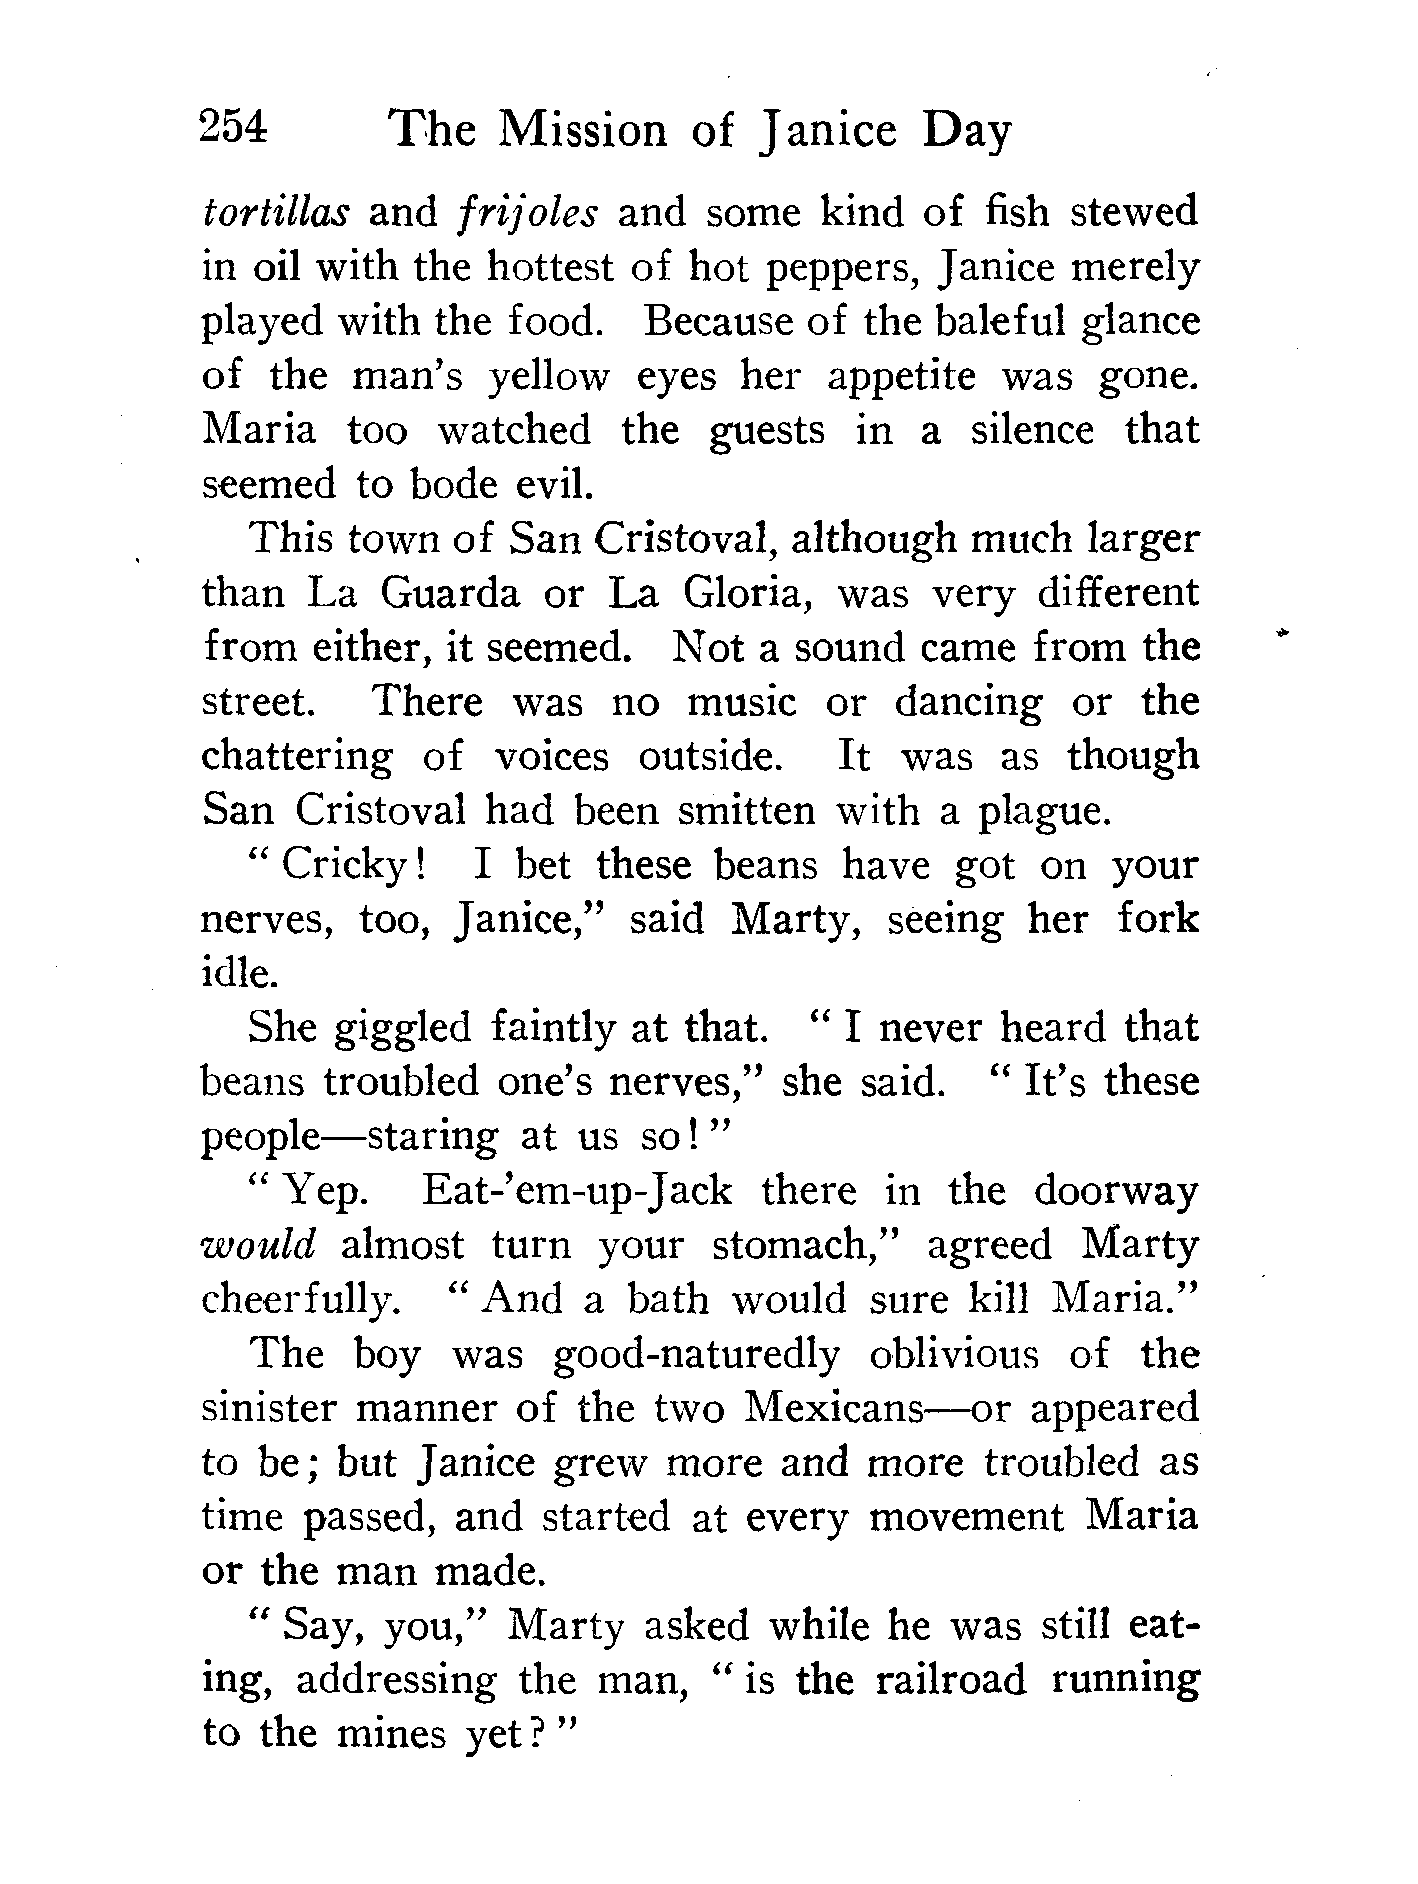 254 The Mission of Janice Day
tortillas and frijoles and some kind of fish stewed
in oil with the hottest of hot peppers, Janice merely
played with the food. Because of the baleful glance
of the man's yellow eyes her appetite was gone.
Maria too watched the guests in a silence that
seemed to bode evil.
This town of San Cristoval, although much larger
than La Guarda or La Gloria, was very different
from either, it seemed. Not a sound came from the
street. There was no music or dancing or the
chattering of voices outside. It was as though
San Cristoval had been smitten with a plague.
“ Cricky! I bet these beans have got on your
nerves, too, Janice,” said Marty, seeing her fork
idle.
She giggled faintly at that. “ I never heard that
beans troubled one's nerves,” she said. “ It's these
people—staring at us so! ”
“ Yep. Eat-'em-up-Jack there in the doorway
would almost turn your stomach,” agreed Marty
cheerfully. “ And a bath would sure kill Maria.”
The boy was good-naturedly oblivious of the
sinister manner of the two Mexicans—or appeared
to be; but Janice grew more and more troubled as
time passed, and started at every movement Maria
or the man made.
“ Say, you,” Marty asked while he was still eat-
ing, addressing the man, “ is the railroad running
to the mines yet? ”